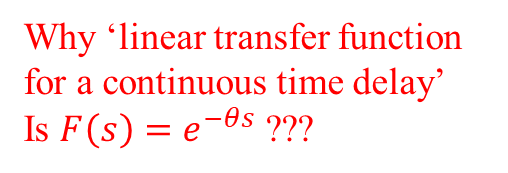 Why ‘linear transfer function
for a continuous time delay’
Is 𝐹(𝑠) = 𝑒^{−𝜃𝑠} ???